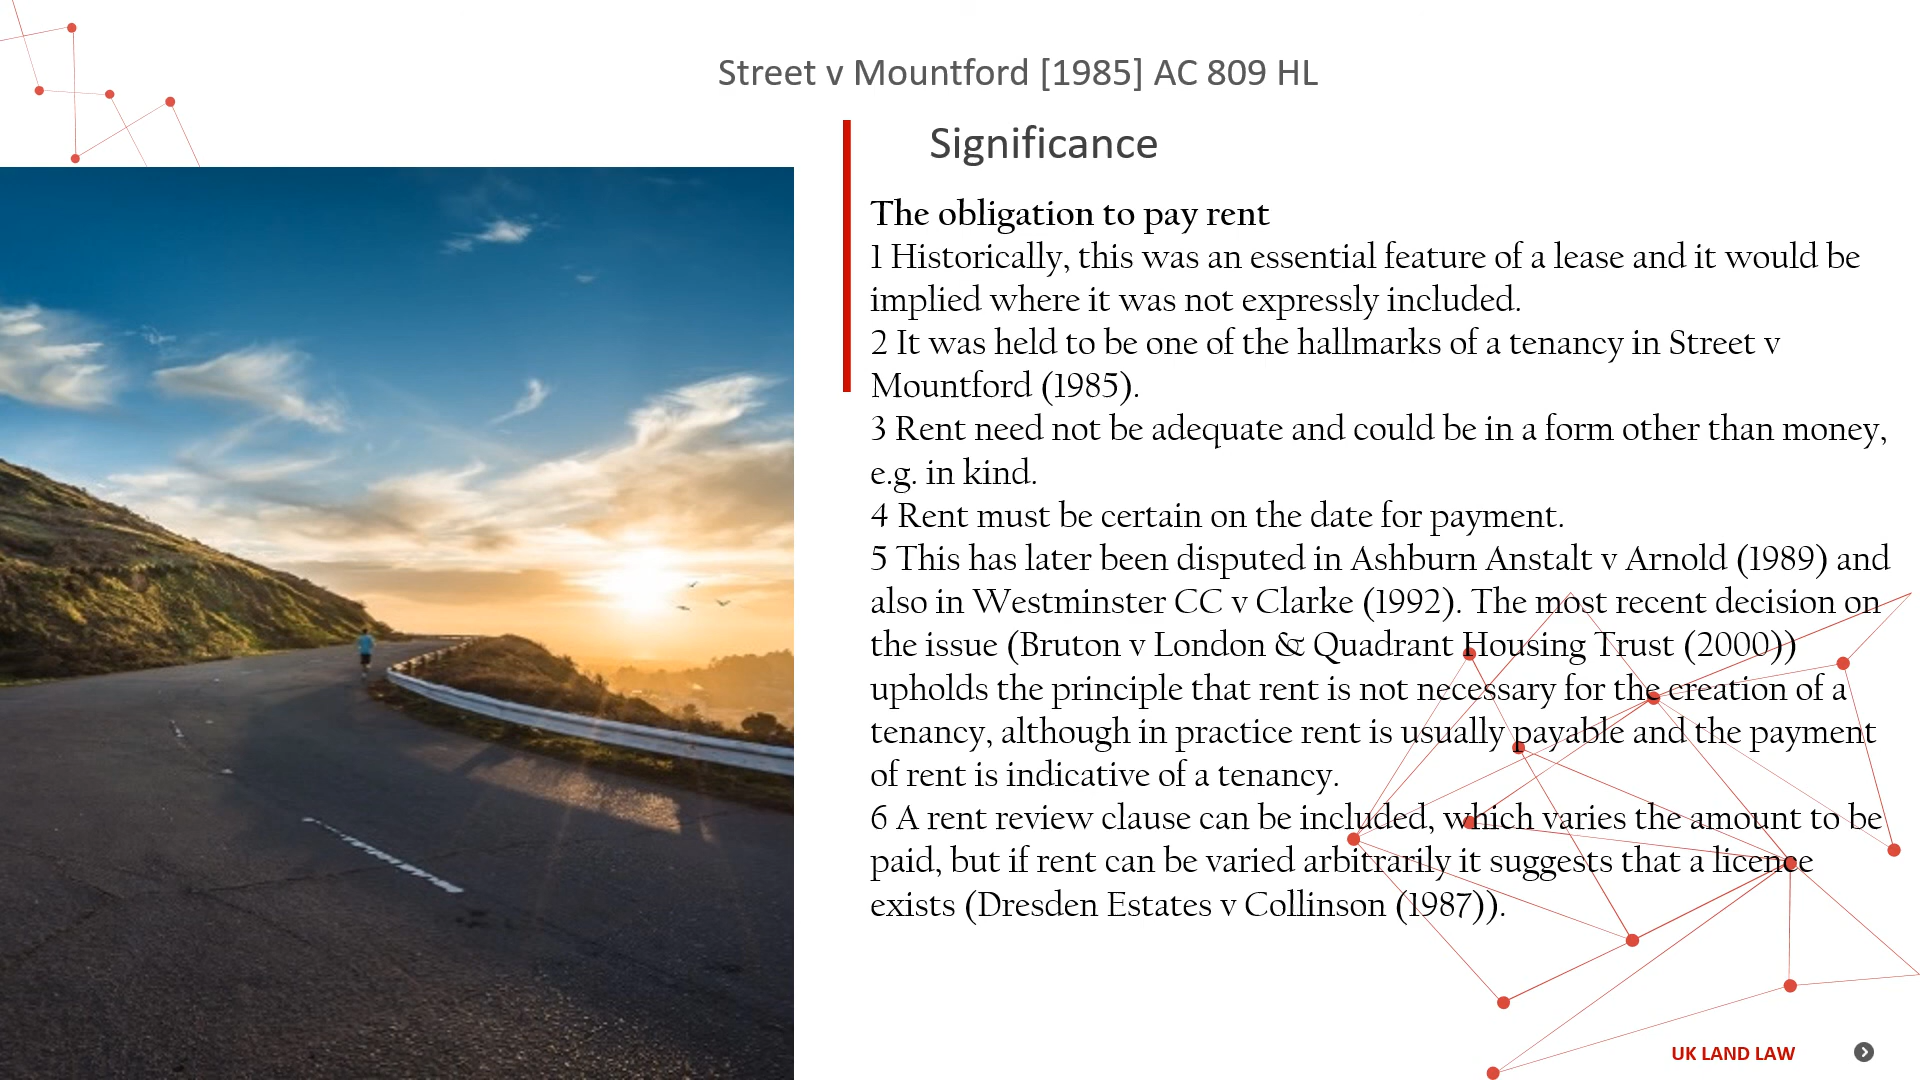 Street v Mountford [1985] AC 809 HL
Significance
The obligation to pay rent
1 Historically, this was an essential feature of a lease and it would be
implied where it was not expressly included.
2 It was held to be one of the hallmarks of a tenancy in Street v
Mountford (1985).
3 Rent need not be adequate and could be in a form other than money,
e.g. in kind.
4 Rent must be certain on the date for payment.
5 This has later been disputed in Ashburn Anstalt v Arnold (1989) and
also in Westminster CC v Clarke (1992). The most recent decision on
the issue (Bruton v London & Quadrant Housing Trust (2000))
upholds the principle that rent is not necessary for the creation of a
tenancy, although in practice rent is usually payable and the payment
of rent is indicative of a tenancy.
6 A rent review clause can be included, which varies the amount to be
paid, but if rent can be varied arbitrarily it suggests that a licence
exists (Dresden Estates v Collinson (1987)).
UK LAND LAW